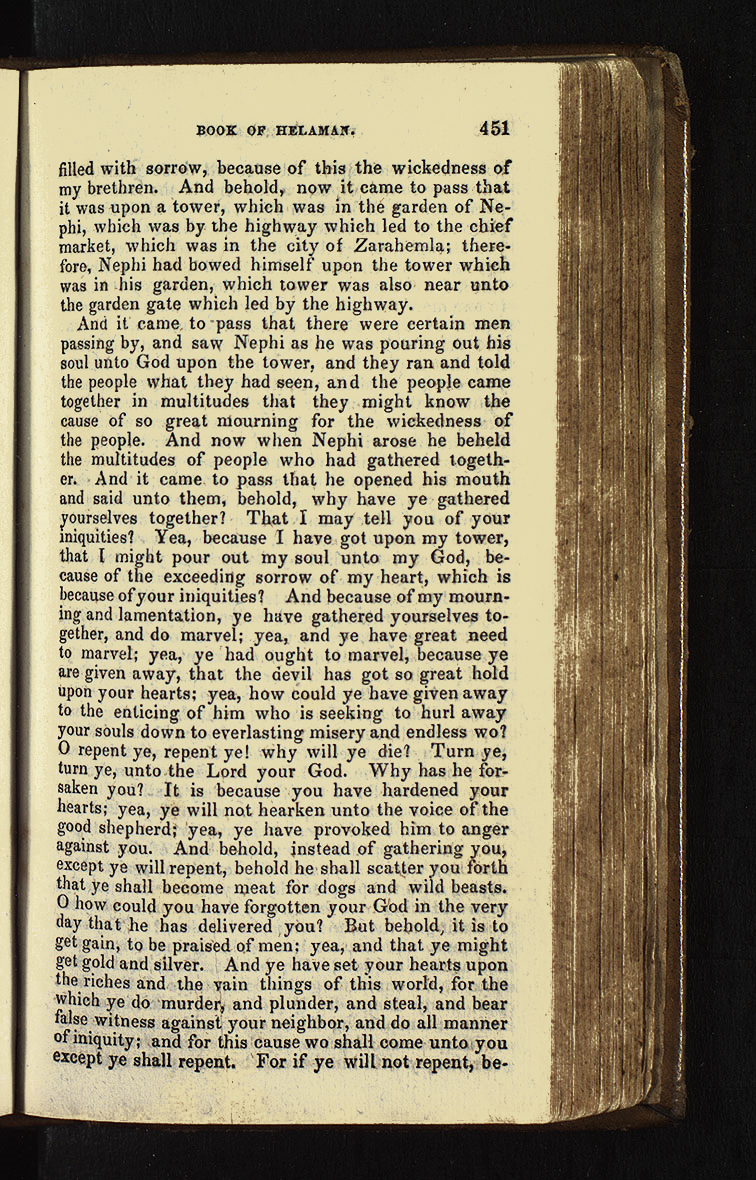 BOOK OF HELAMAN. 451
filled with sorrow, because of this the wickedness of
my brethren. And behold, now it came to pass that
it was upon a tower, which was in the garden of Ne-
phi, which was by the highway which led to the chief
market, which was in the city of Zarahemla; there-
fore, Nephi had bowed himself upon the tower which
was in his garden, which tower was also near unto
the garden gate which led by the highway.
And it came to pass that there were certain men
passing by, and saw Nephi as he was pouring out his
soul unto God upon the tower, and they ran and told
the people what they had seen, and the people came
together in multitudes that they might know the
cause of so great mourning for the wickedness of
the people. And now when Nephi arose he beheld
the multitudes of people who had gathered togeth-
er. And it came to pass that he opened his mouth
and said unto them, behold, why have ye gathered
yourselves together? That I may tell you of your
iniquities? Yea, because I have got upon my tower,
that I might pour out my soul unto my God, be-
cause of the exceeding sorrow of my heart, which is
because of your iniquities? And because of my mourn-
ing and lamentation, ye have gathered yourselves to-
gether, and do marvel; yea, and ye have great need
to marvel; yea, ye had ought to marvel, because ye
are given away, that the devil has got so great hold
upon your hearts; yea, how could ye have given away
to the enticing of him who is seeking to hurl away
your souls down to everlasting misery and endless wo?
O repent ye, repent ye! why will ye die? Turn ye,
turn ye, unto the Lord your God. Why has he for-
saken you? It is because you have hardened your
hearts; yea, ye will not hearken unto the voice of the
good shepherd; yea, ye have provoked him to anger
against you. And behold, instead of gathering you,
except ye will repent, behold he shall scatter you forth
that ye shall become meat for dogs and wild beasts.
O how could you have forgotten your God in the very
day that he has delivered you? But behold, it is to
get gain, to be praised of men; yea, and that ye might
get gold and silver. And ye have set your hearts upon
the riches and the vain things of this world, for the
which ye do murder, and plunder, and steal, and bear
false witness against your neighbor, and do all manner
of iniquity; and for this cause wo shall come unto you
except ye shall repent. For if ye will not repent, be-